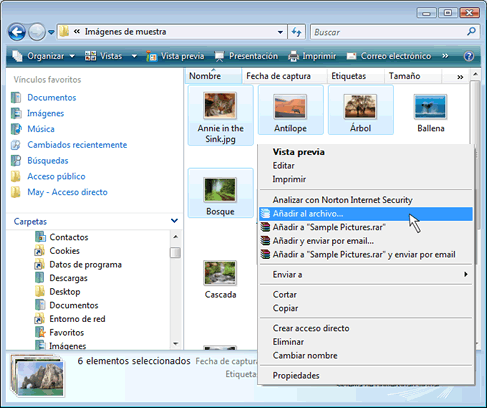 Imágenes de muestra
Buscar
Organizar
Vistas
Vista previa
Presentación
Imprimir
Correo electrónico
»
?
Vínculos favoritos
Documentos
Imágenes
Música
Cambiados recientemente
Búsquedas
Acceso público
May - Acceso directo
Carpetas
Contactos
Cookies
Datos de programa
Descargas
Desktop
Documentos
Entorno de red
Favoritos
Imágenes
Nombre
Fecha de captura
Etiquetas
Tamaño
»
Annie in the
Sink.jpg
Antílope
Árbol
Ballena
Bosque
Cascada
Vista previa
Editar
Imprimir
Analizar con Norton Internet Security
Añadir al archivo...
Añadir a "Sample Pictures.rar"
Añadir y enviar por email...
Añadir a "Sample Pictures.rar" y enviar por email
Enviar a
Cortar
Copiar
Crear acceso directo
Eliminar
Cambiar nombre
Propiedades
6 elementos seleccionados
Fecha de captura